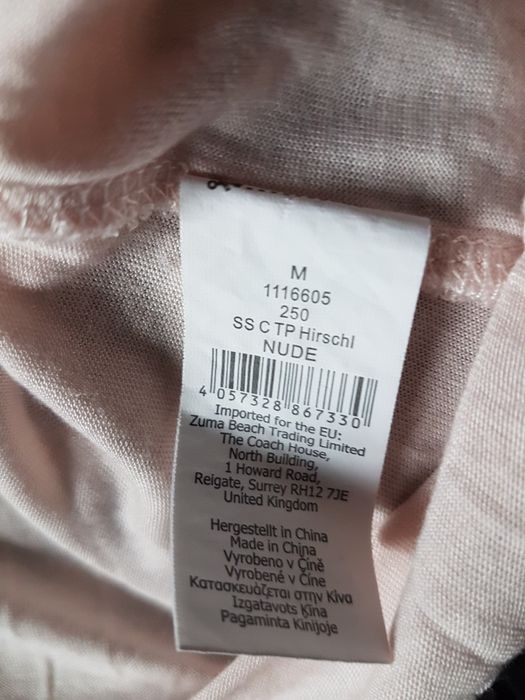 M
1116605
250
SS C TP Hirschl
NUDE
4 057328 867330
Imported for the EU:
Zuma Beach Trading Limited
The Coach House,
North Building,
1 Howard Road,
Reigate, Surrey RH12 7JE
United Kingdom
Hergestellt in China
Made in China
Vyrobeno v Číně
Vyrobené v Číne
Κατασκευάζεται στην Κίνα
Izgatavots Ķīna
Pagaminta Kinijoje